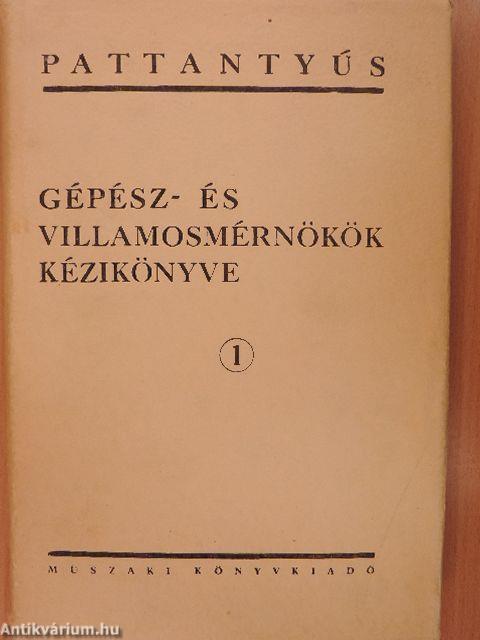 PATTANTYÚS
GÉPÉSZ- ÉS
VILLAMOSMÉRNÖKÖK
KÉZIKÖNYVE
1
MŰSZAKI KÖNYVKIADÓ
Antikvárium.hu